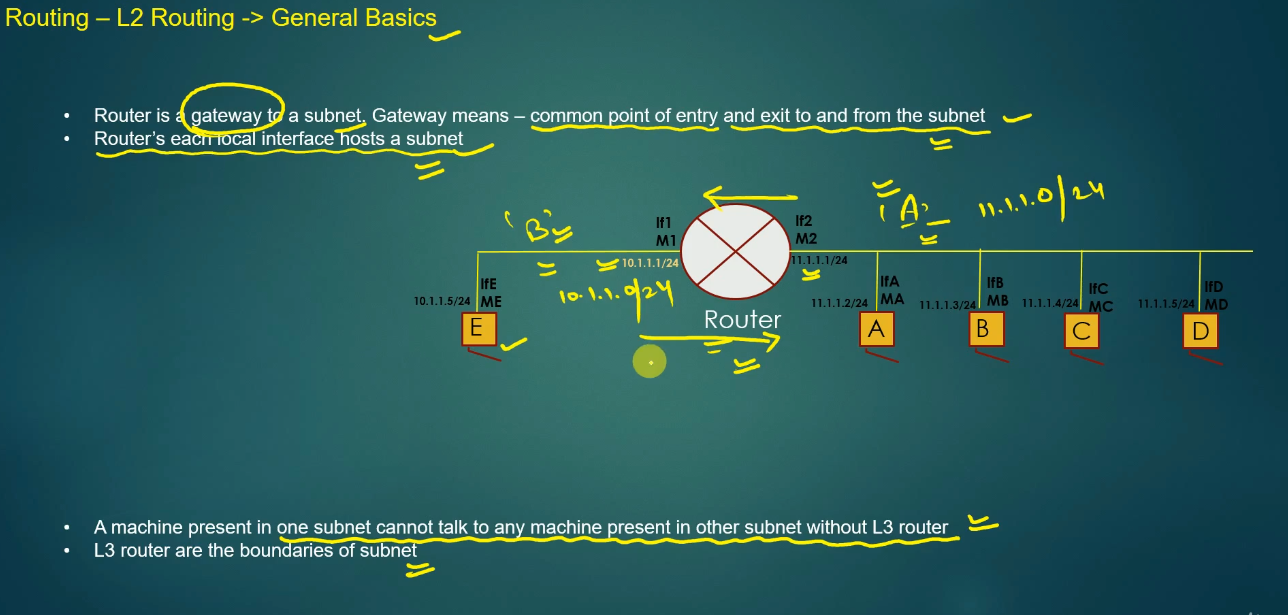 Routing – L2 Routing -> General Basics
• Router is a gateway to a subnet. Gateway means – common point of entry and exit to and from the subnet
• Router's each local interface hosts a subnet
'A' 11.1.1.0/24
'B'
If1
M1
If2
M2
10.1.1.1/24
11.1.1.1/24
10.1.1.0/24
10.1.1.5/24
IfE
ME
E
Router
11.1.1.2/24
IfA
MA
A
11.1.1.3/24
IfB
MB
B
11.1.1.4/24
IfC
MC
C
11.1.1.5/24
IfD
MD
D
• A machine present in one subnet cannot talk to any machine present in other subnet without L3 router
• L3 router are the boundaries of subnet